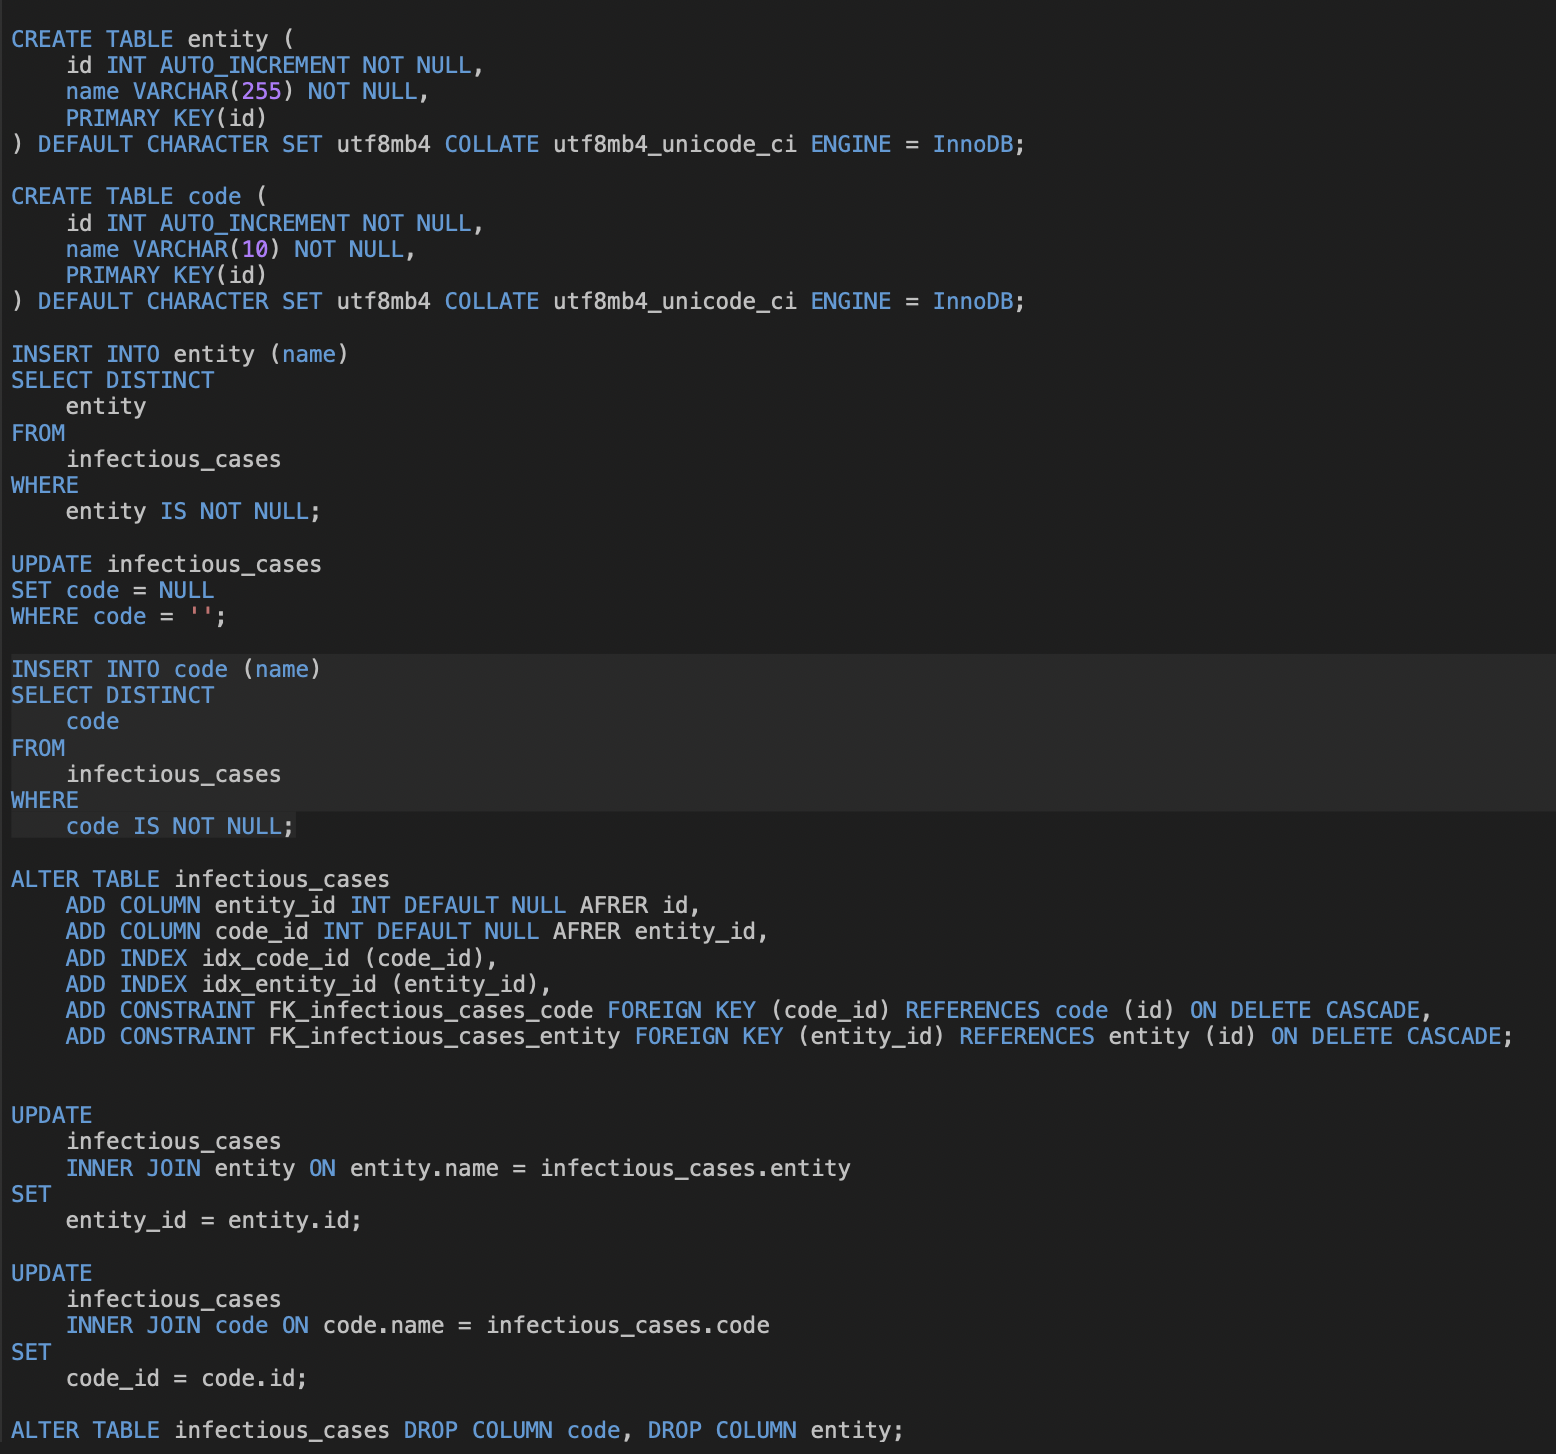 CREATE TABLE entity (
    id INT AUTO_INCREMENT NOT NULL,
    name VARCHAR(255) NOT NULL,
    PRIMARY KEY(id)
) DEFAULT CHARACTER SET utf8mb4 COLLATE utf8mb4_unicode_ci ENGINE = InnoDB;

CREATE TABLE code (
    id INT AUTO_INCREMENT NOT NULL,
    name VARCHAR(10) NOT NULL,
    PRIMARY KEY(id)
) DEFAULT CHARACTER SET utf8mb4 COLLATE utf8mb4_unicode_ci ENGINE = InnoDB;

INSERT INTO entity (name)
SELECT DISTINCT
    entity
FROM
    infectious_cases
WHERE
    entity IS NOT NULL;

UPDATE infectious_cases
SET code = NULL
WHERE code = '';

INSERT INTO code (name)
SELECT DISTINCT
    code
FROM
    infectious_cases
WHERE
    code IS NOT NULL;

ALTER TABLE infectious_cases
    ADD COLUMN entity_id INT DEFAULT NULL AFRER id,
    ADD COLUMN code_id INT DEFAULT NULL AFRER entity_id,
    ADD INDEX idx_code_id (code_id),
    ADD INDEX idx_entity_id (entity_id),
    ADD CONSTRAINT FK_infectious_cases_code FOREIGN KEY (code_id) REFERENCES code (id) ON DELETE CASCADE,
    ADD CONSTRAINT FK_infectious_cases_entity FOREIGN KEY (entity_id) REFERENCES entity (id) ON DELETE CASCADE;

UPDATE
    infectious_cases
    INNER JOIN entity ON entity.name = infectious_cases.entity
SET
    entity_id = entity.id;

UPDATE
    infectious_cases
    INNER JOIN code ON code.name = infectious_cases.code
SET
    code_id = code.id;

ALTER TABLE infectious_cases DROP COLUMN code, DROP COLUMN entity;